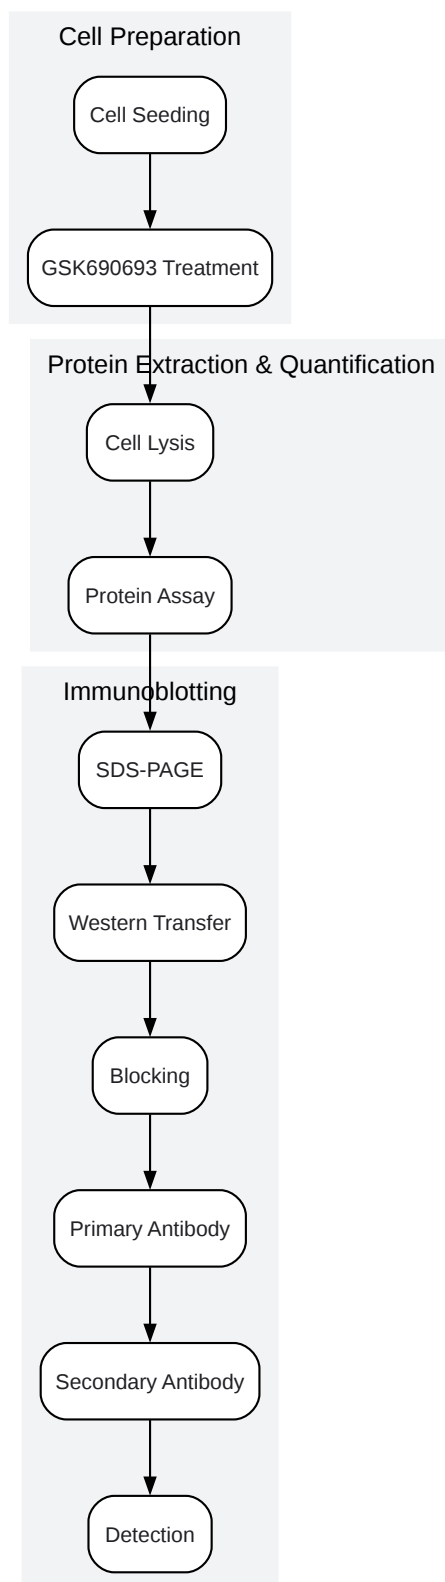 Cell Preparation
Cell Seeding
GSK690693 Treatment
Protein Extraction & Quantification
Cell Lysis
Protein Assay
Immunoblotting
SDS-PAGE
Western Transfer
Blocking
Primary Antibody
Secondary Antibody
Detection